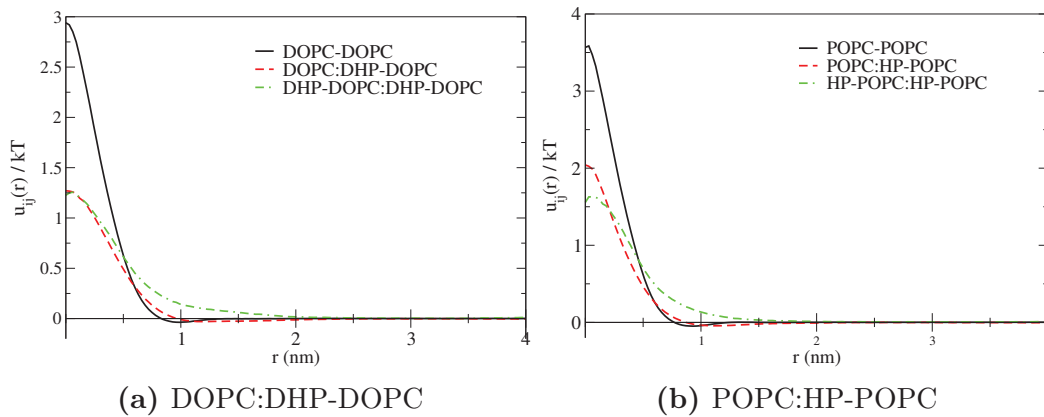 3
2.5
2
1.5
1
0.5
0
u_ij(r) / kT
DOPC-DOPC
DOPC:DHP-DOPC
DHP-DOPC:DHP-DOPC
1
2
3
4
r (nm)
(a) DOPC:DHP-DOPC
4
3
2
1
0
u_ij(r) / kT
POPC-POPC
POPC:HP-POPC
HP-POPC:HP-POPC
1
2
3
r (nm)
(b) POPC:HP-POPC